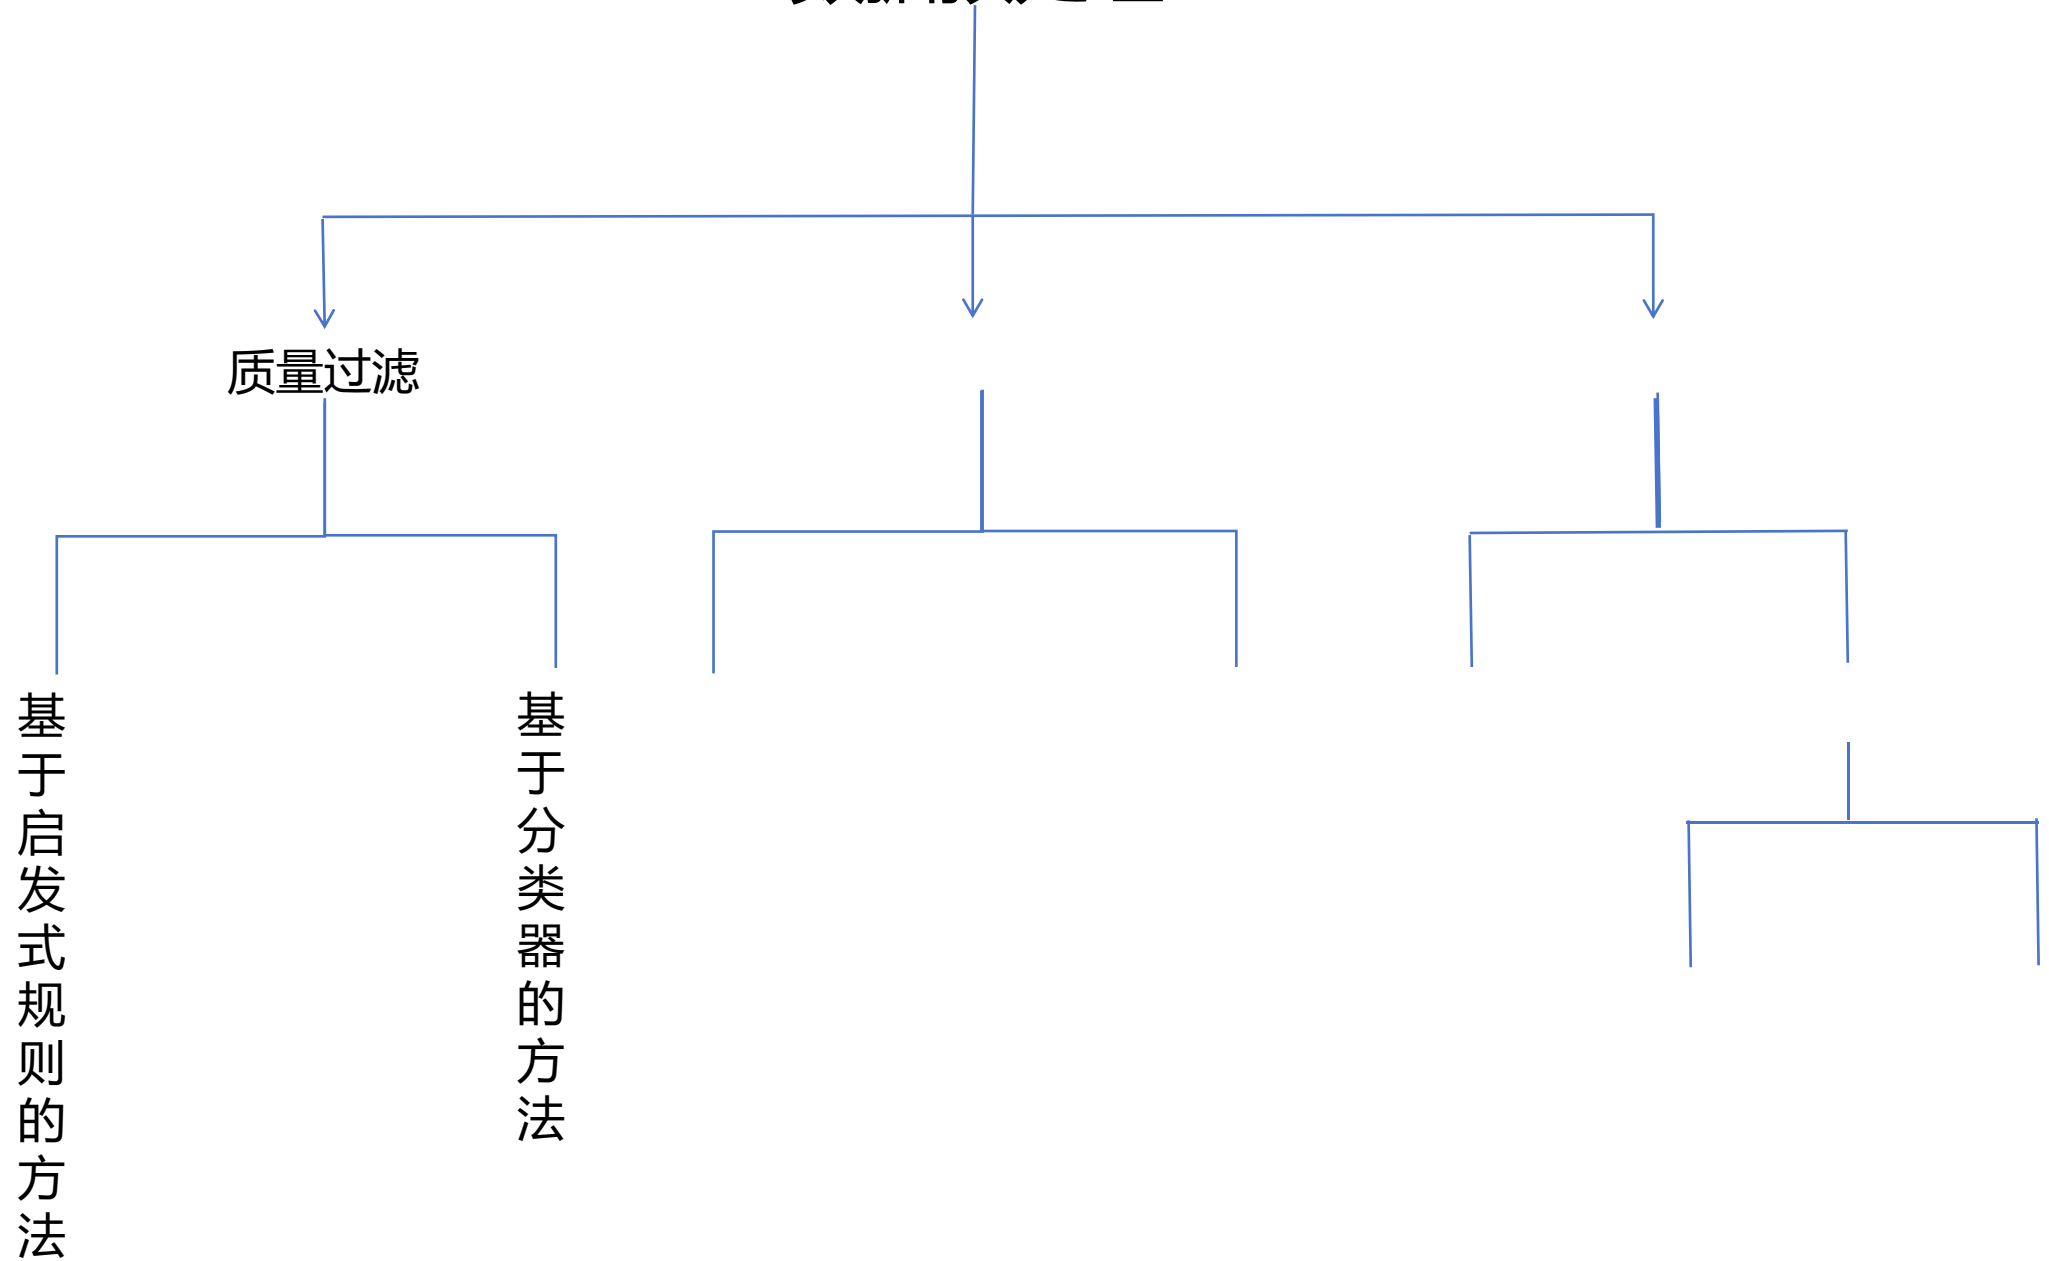 质量过滤
基于启发式规则的方法
基于分类器的方法